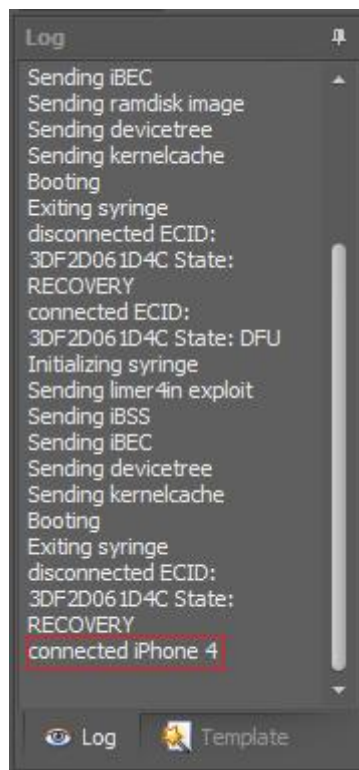 Log
Sending iBEC
Sending ramdisk image
Sending devicetree
Sending kernelcache
Booting
Exiting syringe
disconnected ECID:
3DF2D061D4C State:
RECOVERY
connected ECID:
3DF2D061D4C State: DFU
Initializing syringe
Sending limer4in exploit
Sending iBSS
Sending iBEC
Sending devicetree
Sending kernelcache
Booting
Exiting syringe
disconnected ECID:
3DF2D061D4C State:
RECOVERY
connected iPhone 4
Log Template